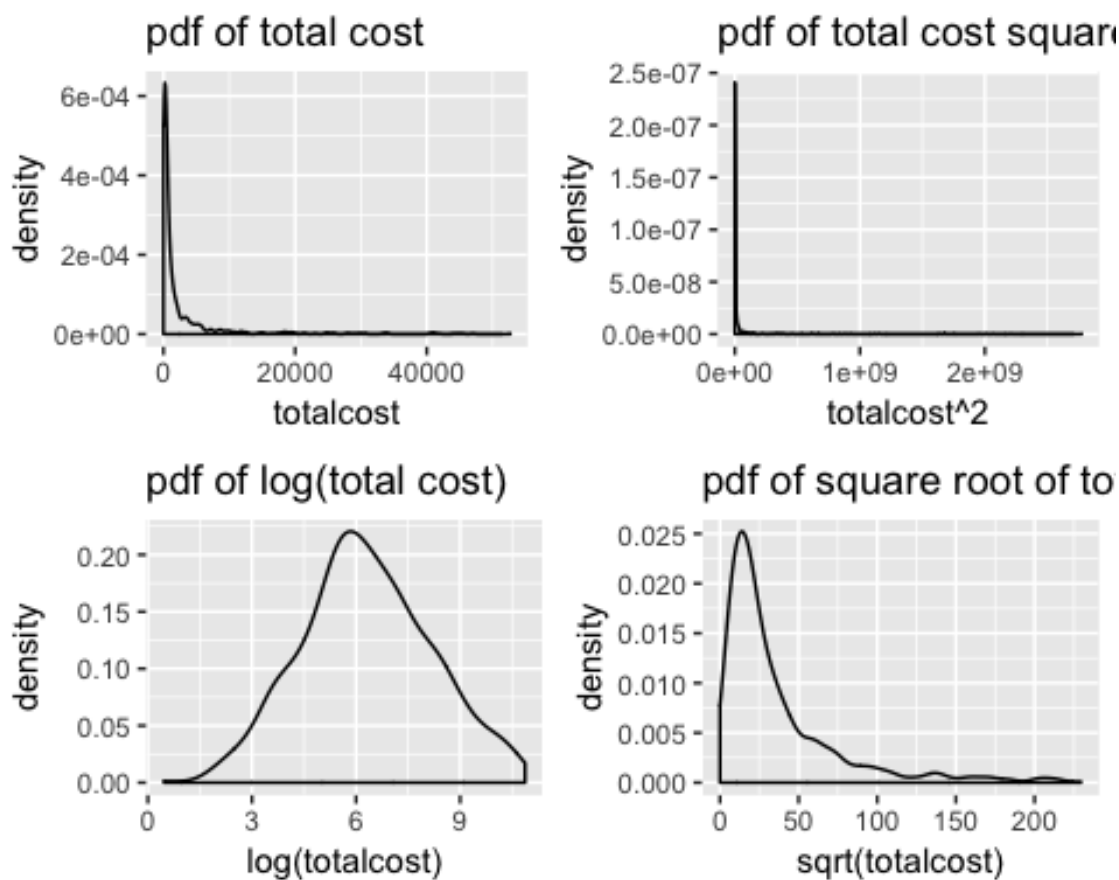 pdf of total cost
density
6e-04
4e-04
2e-04
0e+00
0
20000
40000
totalcost
pdf of total cost square
density
2.5e-07
2.0e-07
1.5e-07
1.0e-07
5.0e-08
0.0e+00
0e+00
1e+09
2e+09
totalcost^2
pdf of log(total cost)
density
0.20
0.15
0.10
0.05
0.00
0
3
6
9
log(totalcost)
pdf of square root of to
density
0.025
0.020
0.015
0.010
0.005
0.000
0
50
100
150
200
sqrt(totalcost)